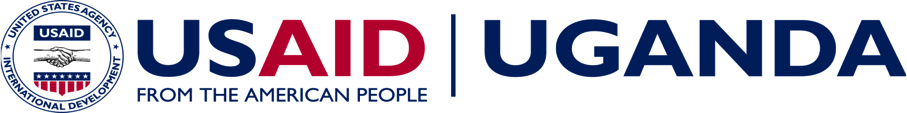 UNITED STATES AGENCY
USAID
INTERNATIONAL DEVELOPMENT
USAID
FROM THE AMERICAN PEOPLE
UGANDA